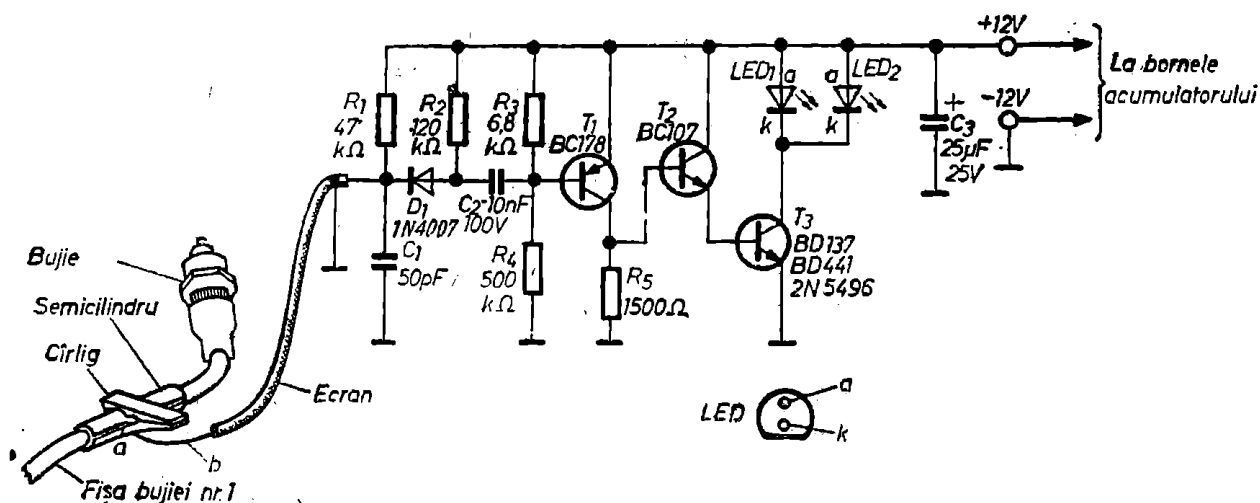 +12V
La bornele
acumulatorului
-12V
LED1
a
a
LED2
k
k
+
C3
25µF
25V
R1
47
kΩ
R2
120
kΩ
R3
6,8
kΩ
T1
BC178
T2
BC107
D1
1N4007
C2-10nF
100V
C1
50pF
R4
500
kΩ
R5
1500Ω
T3
BD137
BD441
2N5496
Bujie
Semicilindru
Cîrlig
Ecran
a
b
Fișa bujiei nr.1
LED
a
k